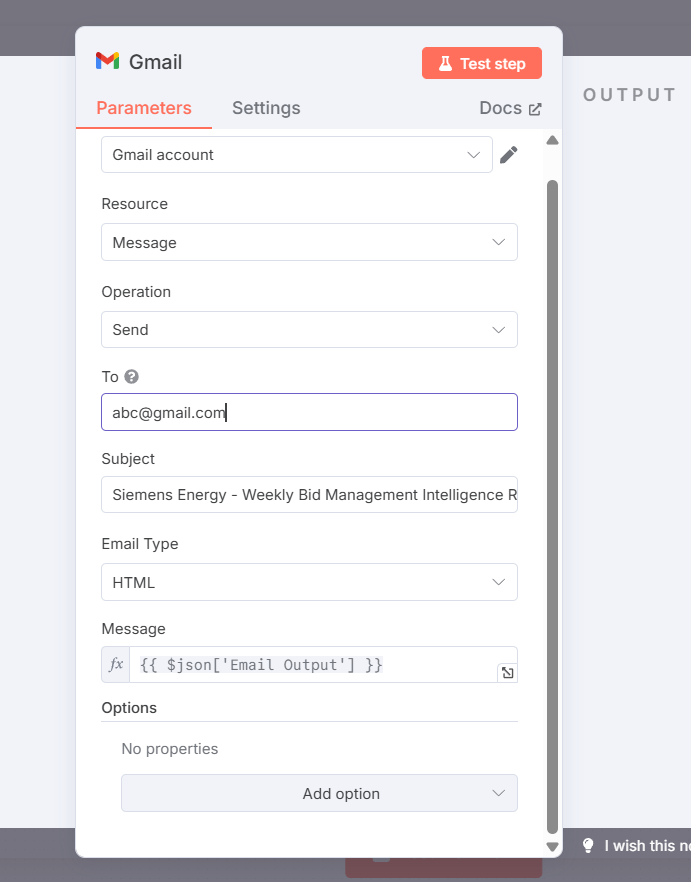 Gmail
Test step
OUTPUT
Parameters
Settings
Docs
Gmail account
Resource
Message
Operation
Send
To
abc@gmail.com
Subject
Siemens Energy - Weekly Bid Management Intelligence R
Email Type
HTML
Message
fx {{ $json['Email Output'] }}
Options
No properties
Add option
I wish this